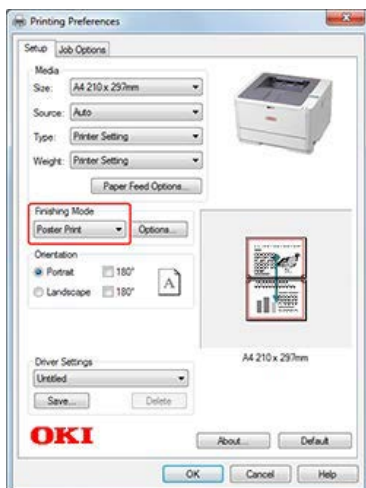 Printing Preferences
Setup Job Options
Media
Size: A4 210 x 297mm
Source: Auto
Type: Printer Setting
Weight: Printer Setting
Paper Feed Options...
Finishing Mode
Poster Print Options...
Orientation
Portrait 180°
Landscape 180°
A
A4 210 x 297mm
Driver Settings
Untitled
Save... Delete
OKI
About... Default
OK Cancel Help